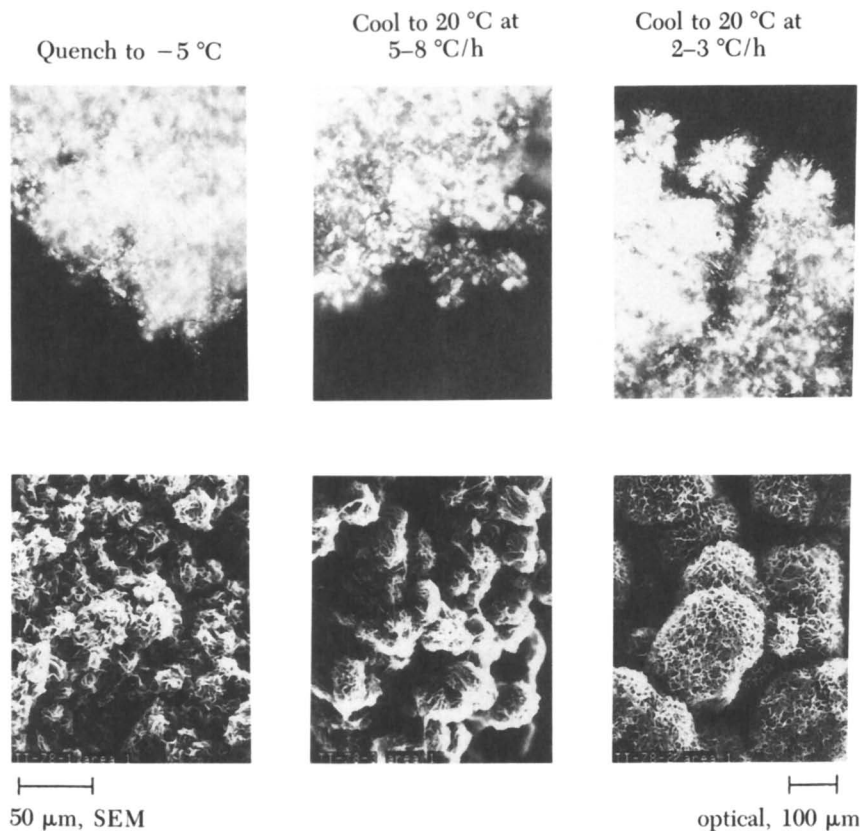 Quench to −5 °C
Cool to 20 °C at
5–8 °C/h
Cool to 20 °C at
2–3 °C/h
50 μm, SEM
optical, 100 μm